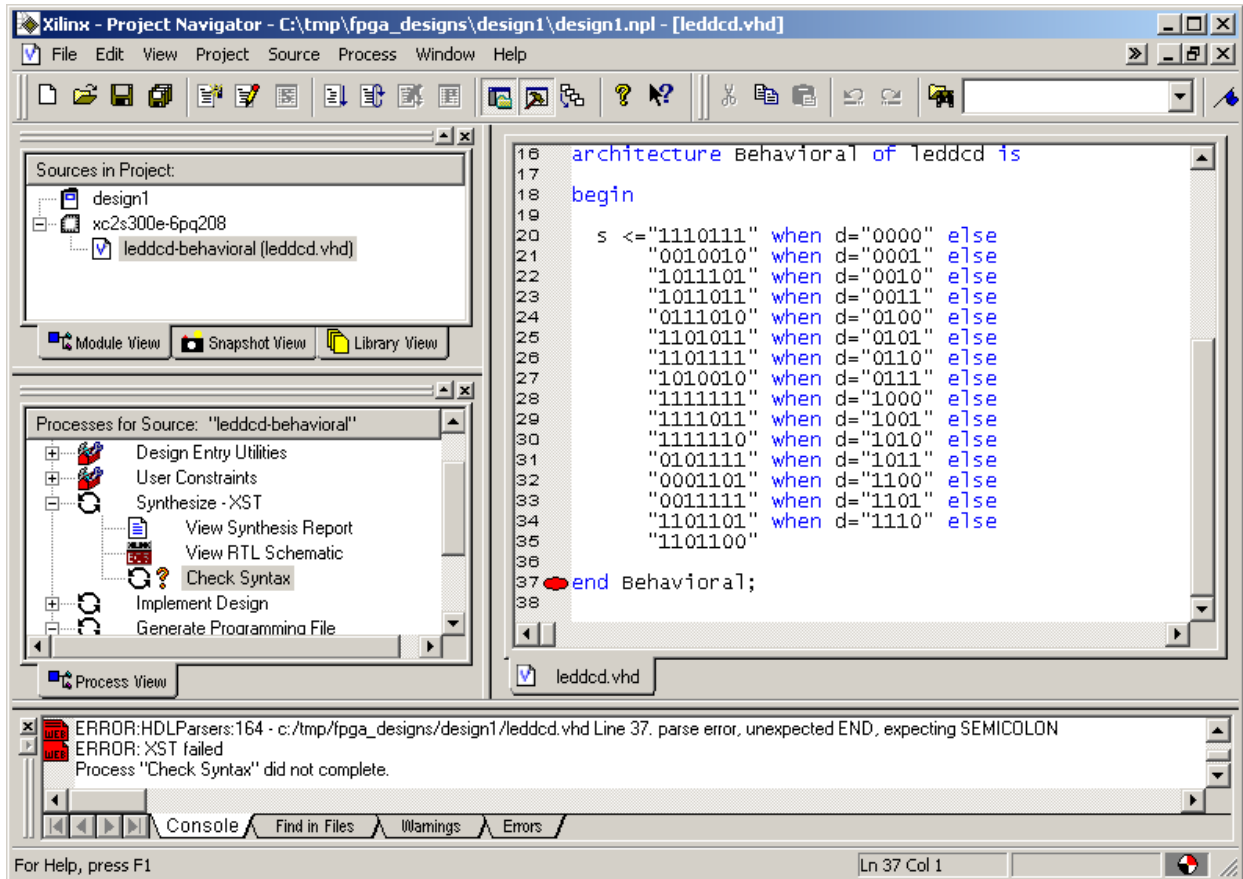 Xilinx - Project Navigator - C:\tmp\fpga_designs\design1\design1.npl - [leddcd.vhd]
File Edit View Project Source Process Window Help
Sources in Project:
design1
xc2s300e-6pq208
leddcd-behavioral (leddcd.vhd)
Module View Snapshot View Library View
Processes for Source: "leddcd-behavioral"
Design Entry Utilities
User Constraints
Synthesize - XST
View Synthesis Report
View RTL Schematic
Check Syntax
Implement Design
Generate Programming File
Process View
16 architecture Behavioral of leddcd is
17
18 begin
19
20 s <="1110111" when d="0000" else
21 "0010010" when d="0001" else
22 "1011101" when d="0010" else
23 "1011011" when d="0011" else
24 "0111010" when d="0100" else
25 "1101011" when d="0101" else
26 "1101111" when d="0110" else
27 "1010010" when d="0111" else
28 "1111111" when d="1000" else
29 "1111011" when d="1001" else
30 "1111110" when d="1010" else
31 "0101111" when d="1011" else
32 "0001101" when d="1100" else
33 "0011111" when d="1101" else
34 "1101101" when d="1110" else
35 "1101100"
36
37 end Behavioral;
38
leddcd.vhd
ERROR:HDLParsers:164 - c:/tmp/fpga_designs/design1/leddcd.vhd Line 37. parse error, unexpected END, expecting SEMICOLON
ERROR: XST failed
Process "Check Syntax" did not complete.
Console Find in Files Warnings Errors
For Help, press F1
Ln 37 Col 1